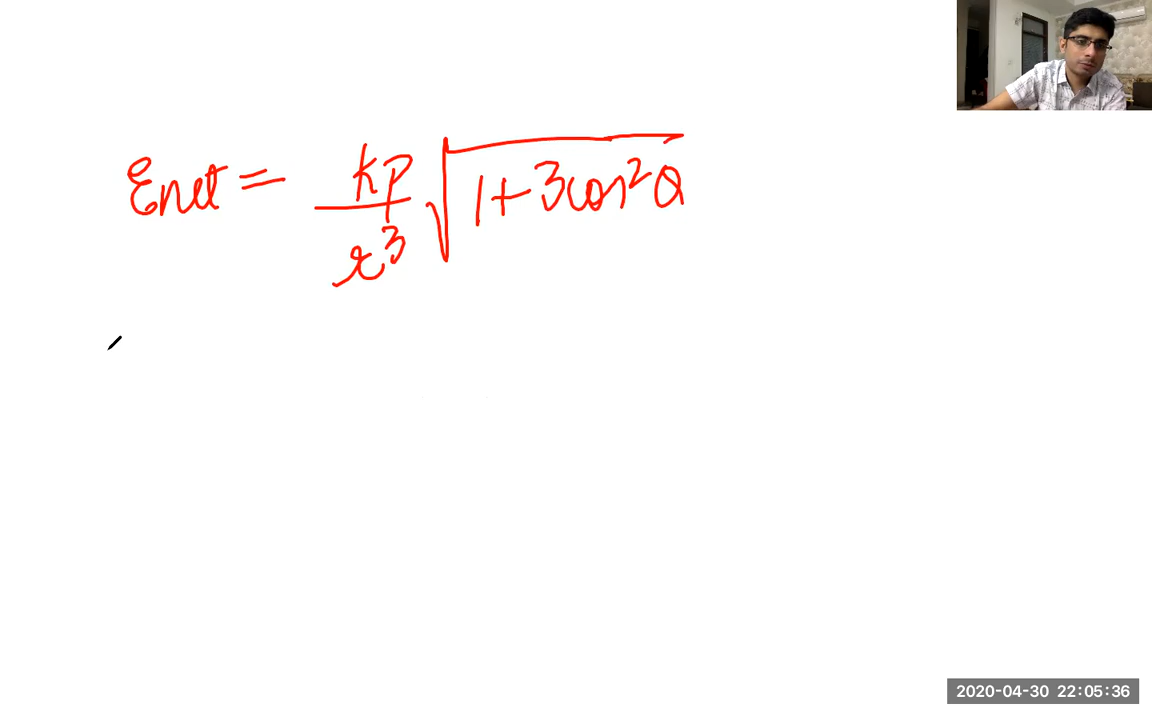 Enet = KP/r³ √(1+3cos²θ)
2020-04-30 22:05:36